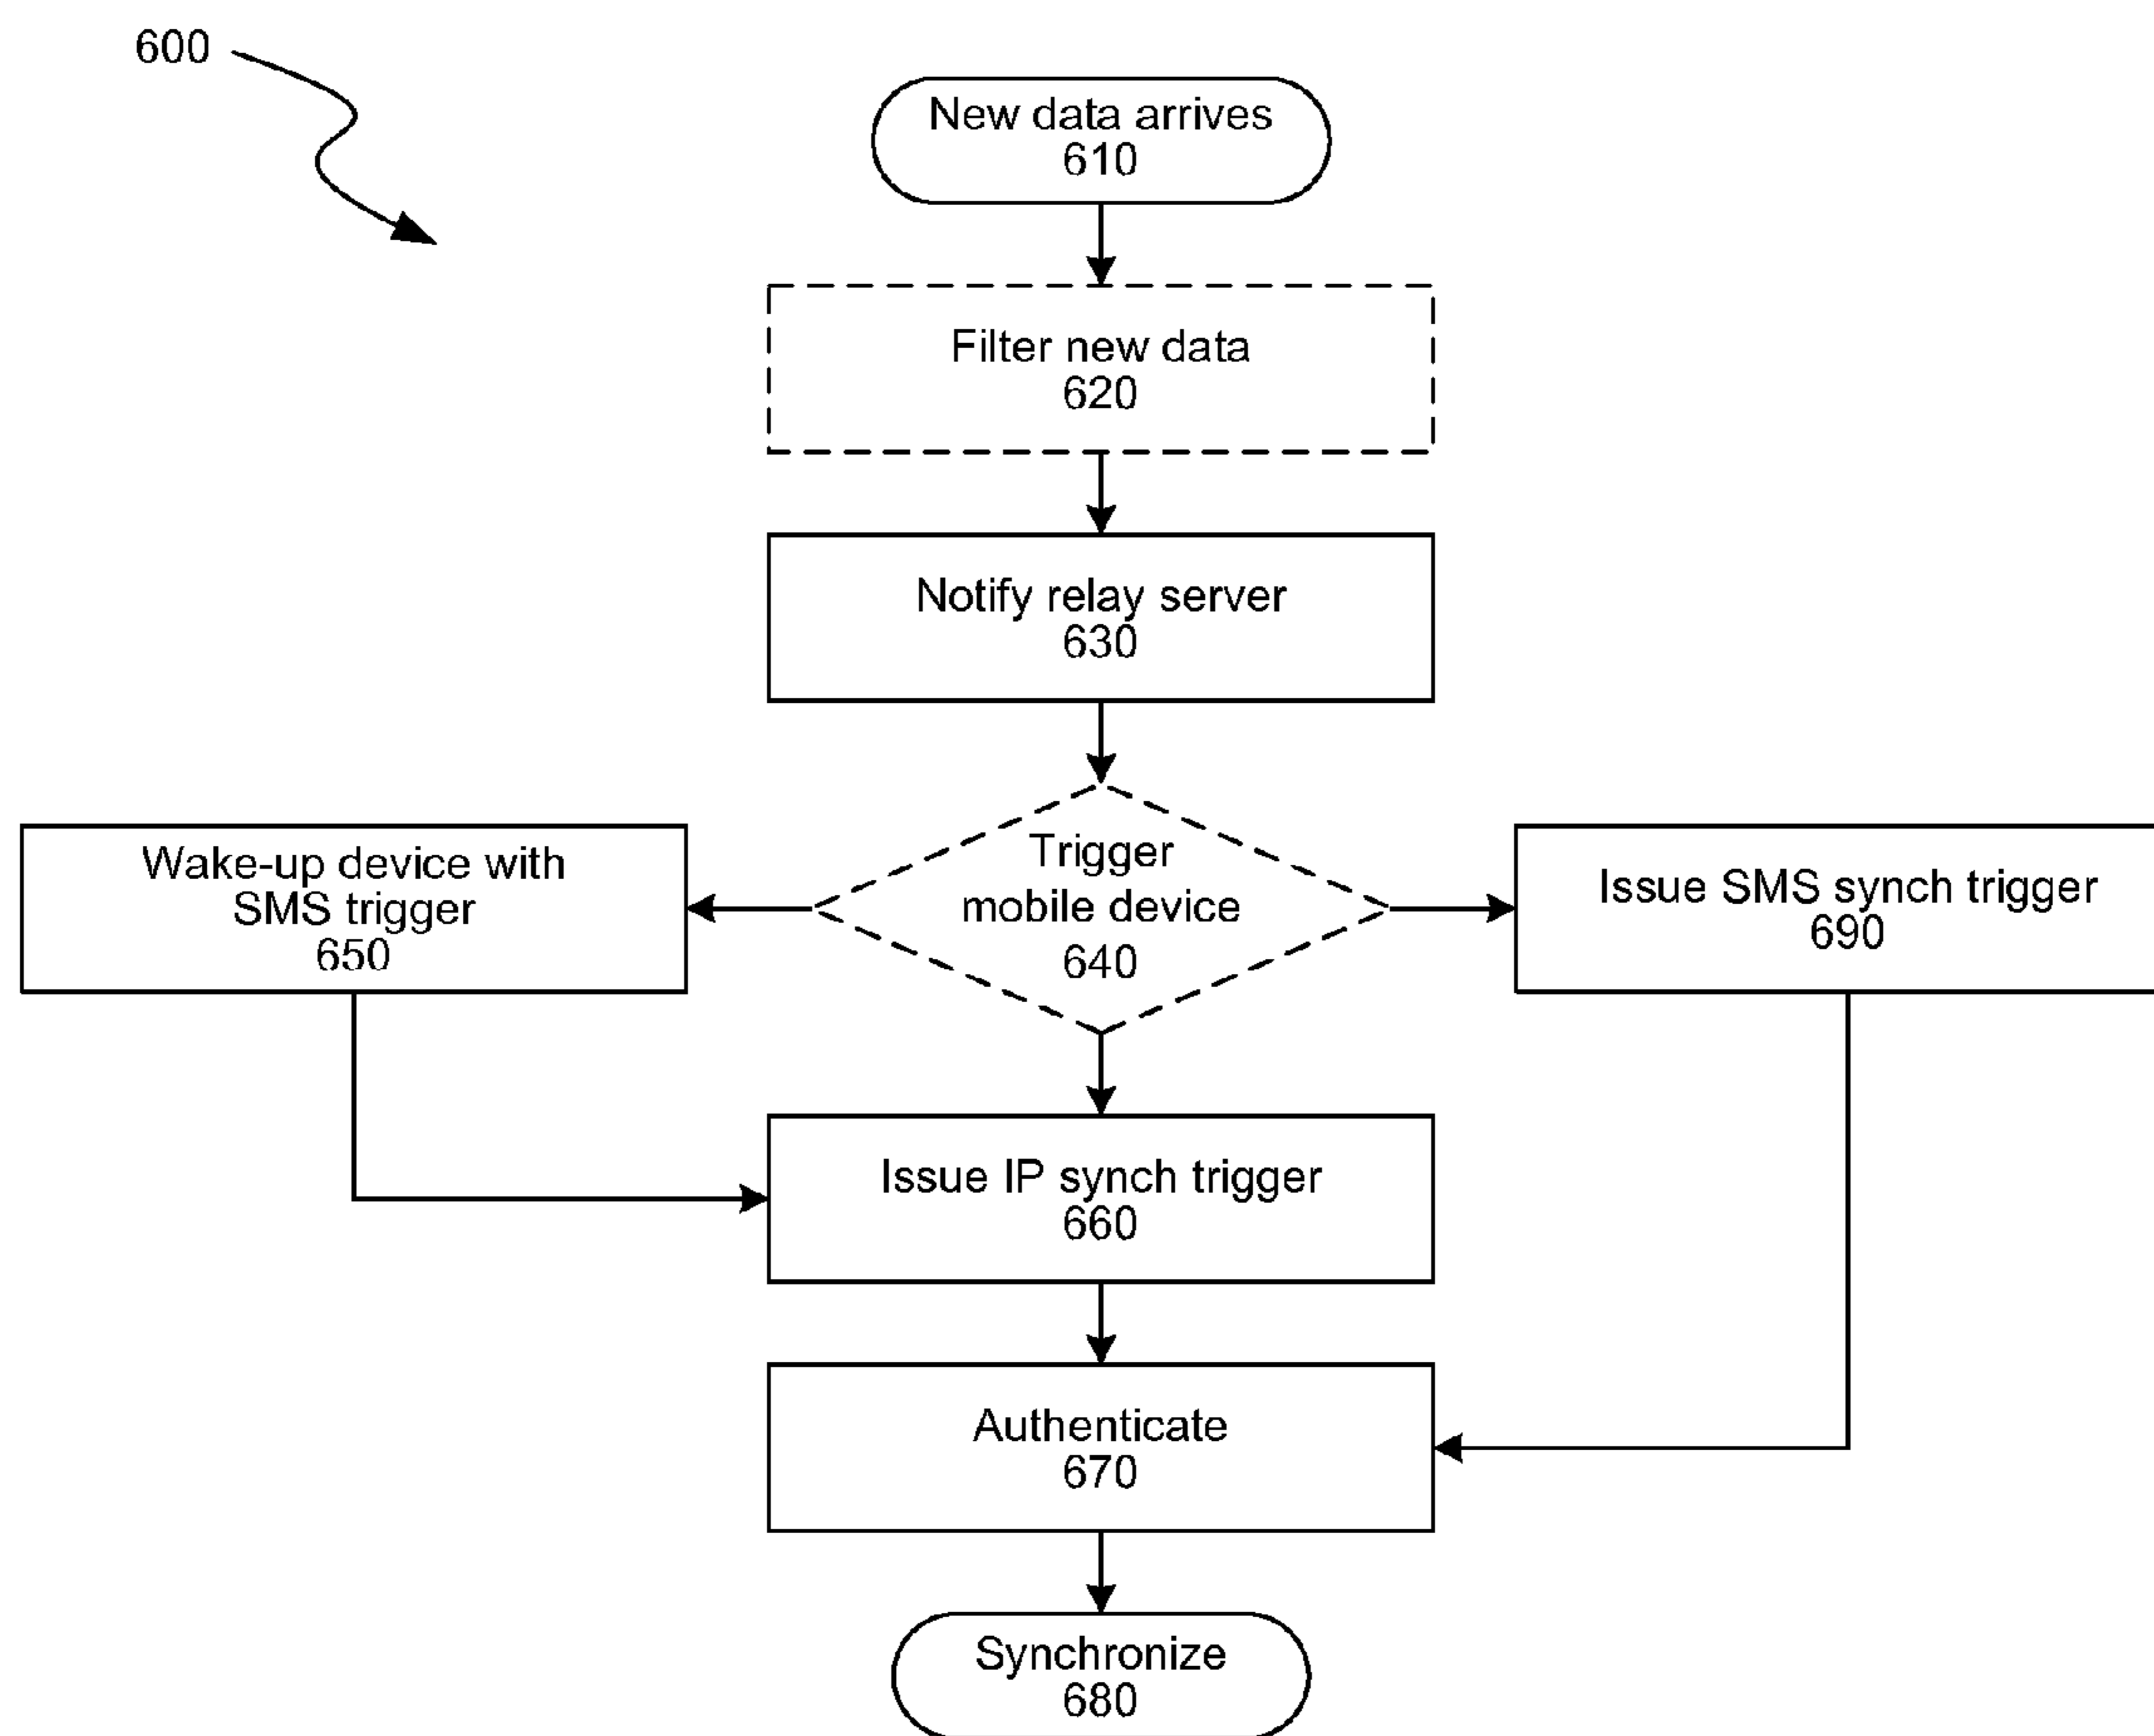 600
New data arrives
610
Filter new data
620
Notify relay server
630
Wake-up device with
SMS trigger
650
Trigger
mobile device
640
Issue SMS synch trigger
690
Issue IP synch trigger
660
Authenticate
670
Synchronize
680